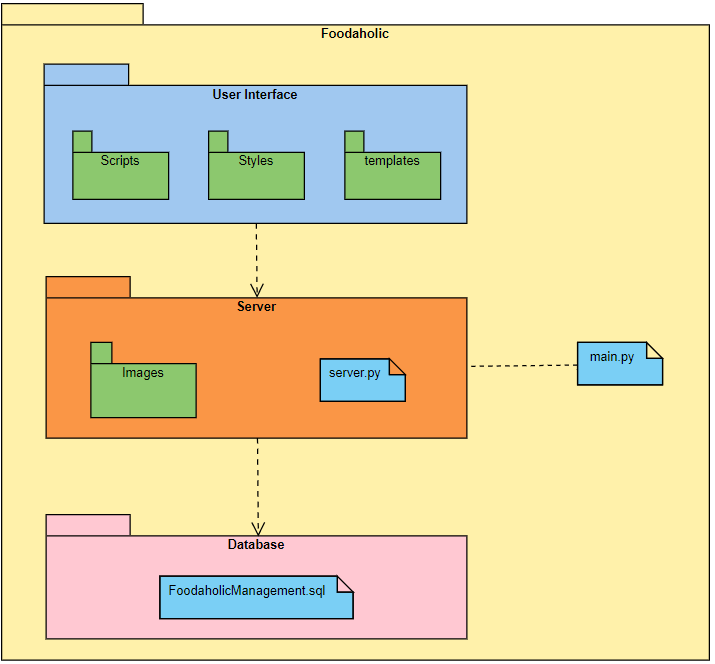 Foodaholic
User Interface
Scripts
Styles
templates
Server
Images
server.py
main.py
Database
FoodaholicManagement.sql